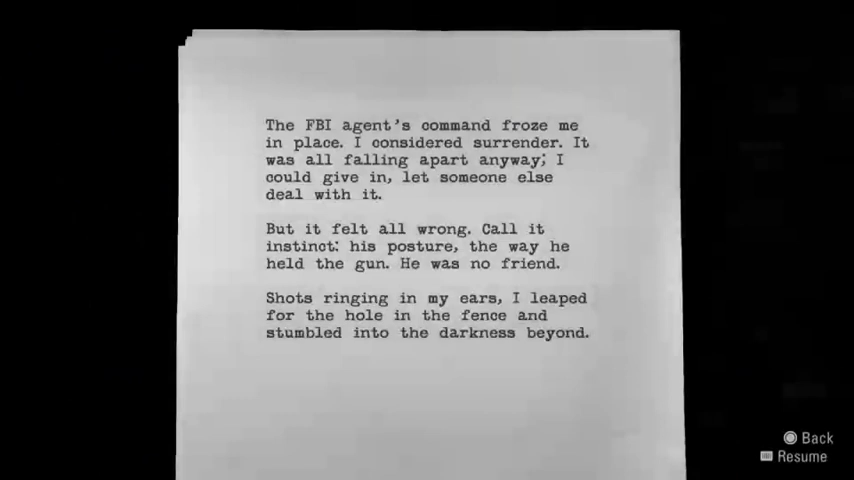 The FBI agent's command froze me
in place. I considered surrender. It
was all falling apart anyway; I
could give in, let someone else
deal with it.
But it felt all wrong. Call it
instinct: his posture, the way he
held the gun. He was no friend.
Shots ringing in my ears, I leaped
for the hole in the fence and
stumbled into the darkness beyond.
Back
Resume